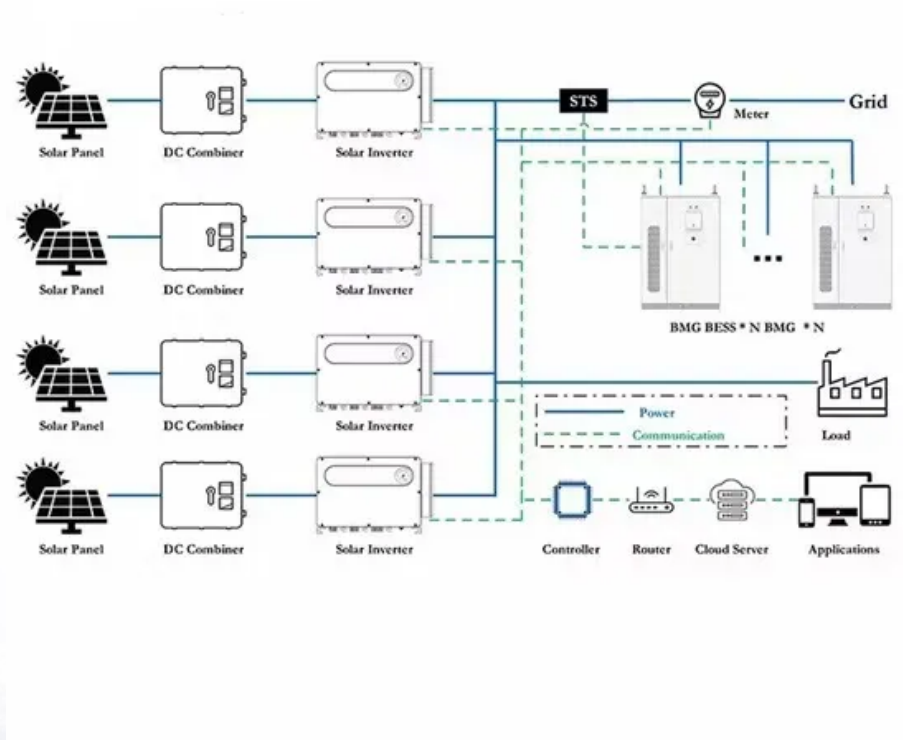 STS
Grid
Meter
Solar Panel DC Combiner Solar Inverter
Solar Panel DC Combiner Solar Inverter
BMG BESS * N BMG * N
Solar Panel DC Combiner Solar Inverter
Power
Communication
Load
Solar Panel DC Combiner Solar Inverter
Controller Router Cloud Server Applications